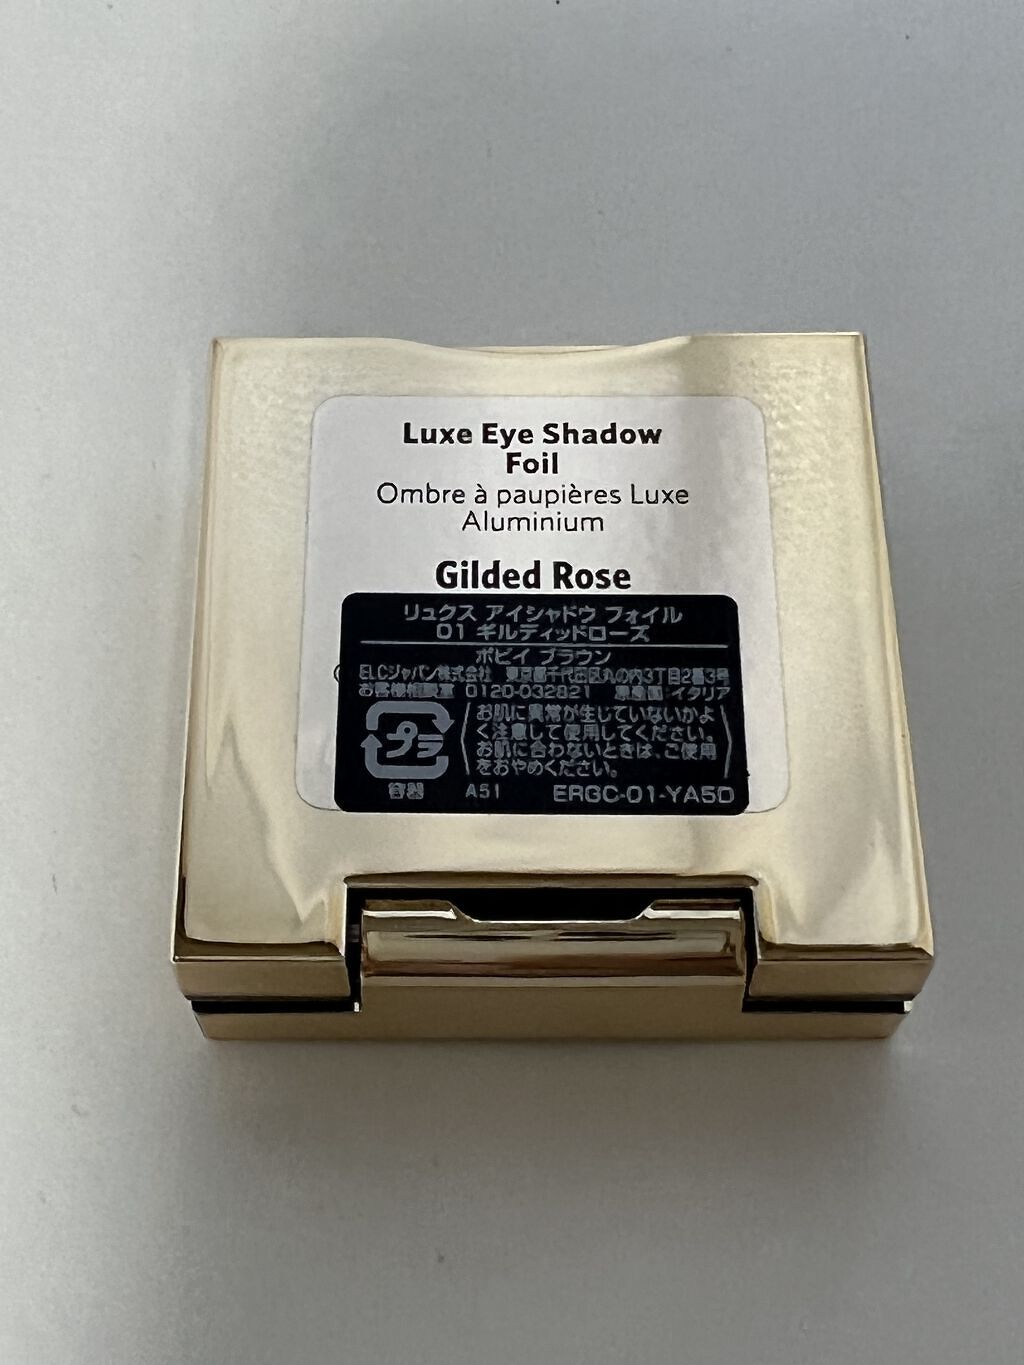 Luxe Eye Shadow
Foil
Ombre à paupières Luxe
Aluminium
Gilded Rose
リュクス アイシャドウ フォイル
01 ギルディッドローズ
ボビイ ブラウン
ELCジャパン株式会社 東京都千代田区丸の内3丁目2番3号
お客様相談室 0120-032821 原産国:イタリア
お肌に異常が生じていないかよ
く注意して使用してください。
お肌に合わないときは、ご使用
をおやめください。
プラ
容器 A51 ERGC-01-YA5D